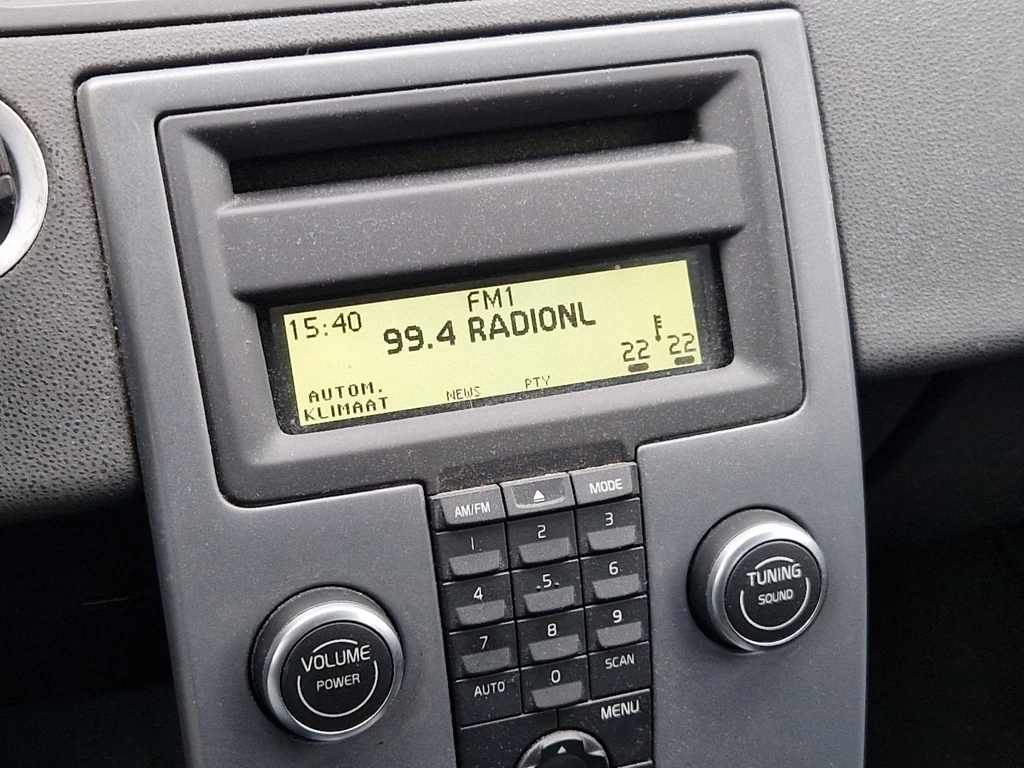 FM1
15:40 99.4 RADIONL
22 22
AUTOM. NEWS PTY
KLIMAAT
AM/FM MODE
1 2 3
4 5 6
7 8 9
AUTO 0 SCAN
MENU
VOLUME
POWER
TUNING
SOUND